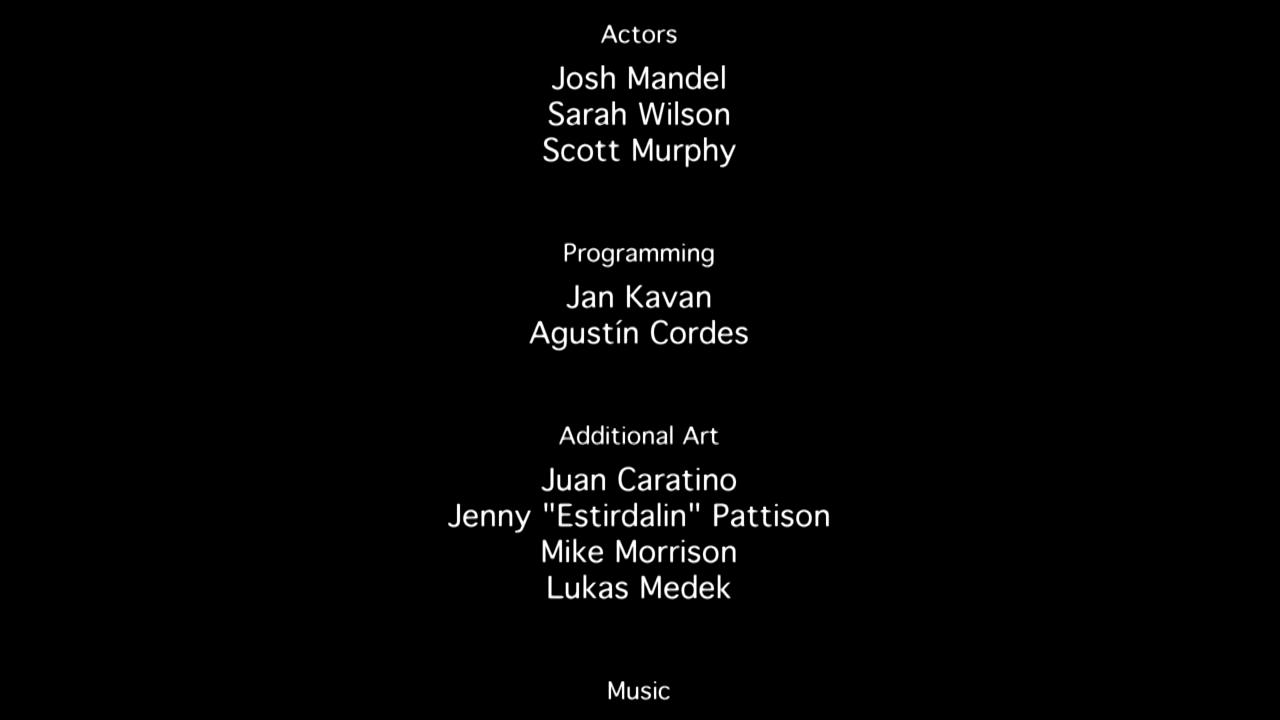 Actors
Josh Mandel
Sarah Wilson
Scott Murphy
Programming
Jan Kavan
Agustín Cordes
Additional Art
Juan Caratino
Jenny "Estirdalin" Pattison
Mike Morrison
Lukas Medek
Music